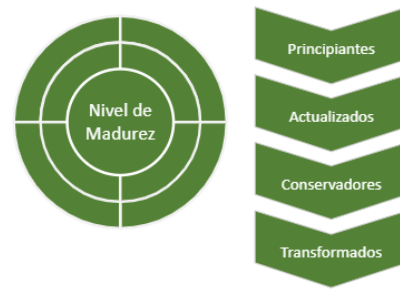 Nivel de
Madurez
Principiantes
Actualizados
Conservadores
Transformados